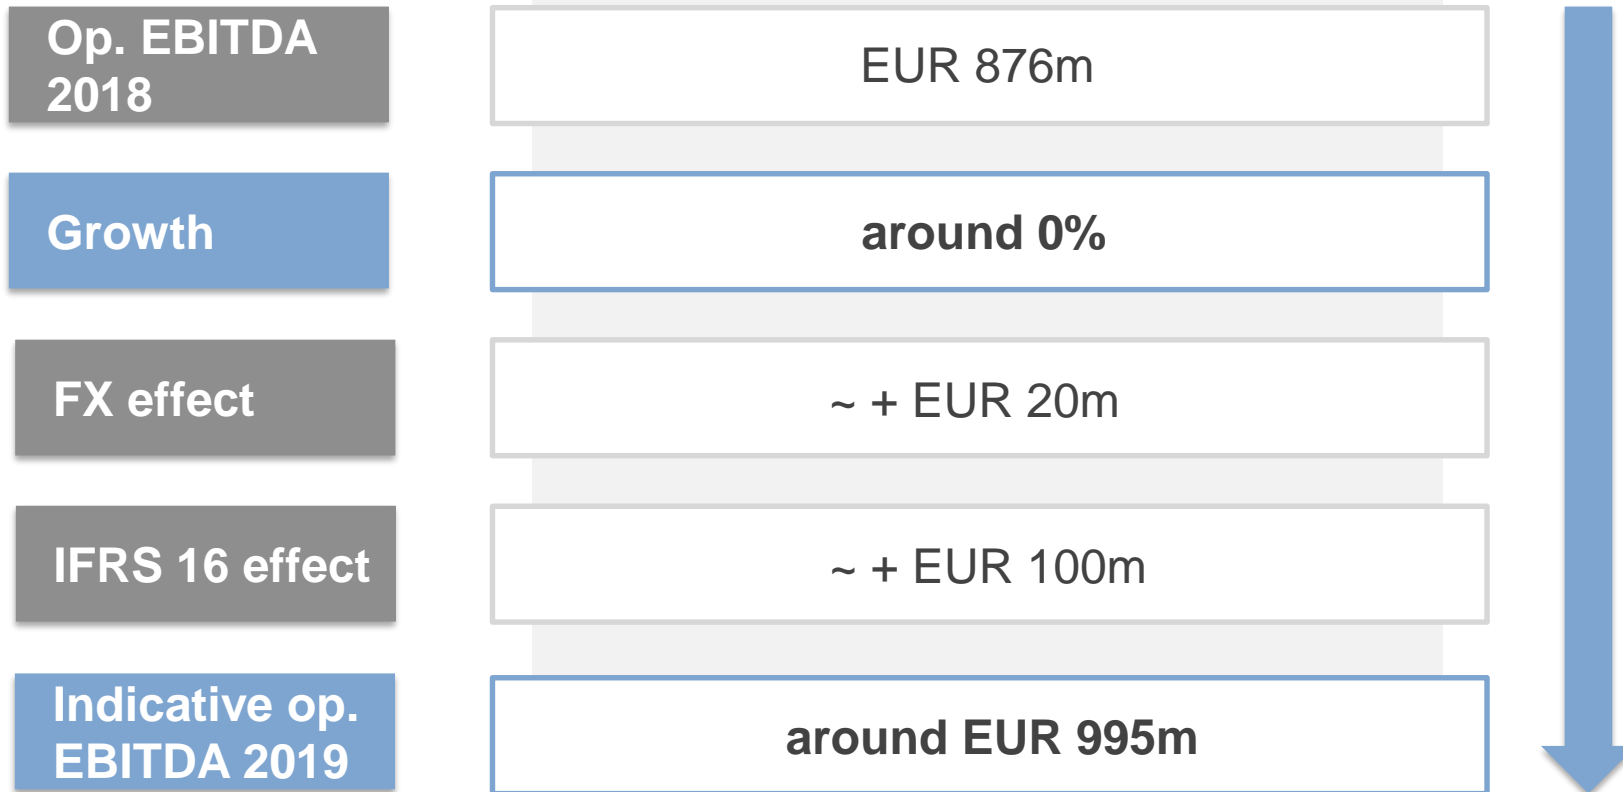 Op. EBITDA
2018
EUR 876m
Growth
around 0%
FX effect
~ + EUR 20m
IFRS 16 effect
~ + EUR 100m
Indicative op.
EBITDA 2019
around EUR 995m